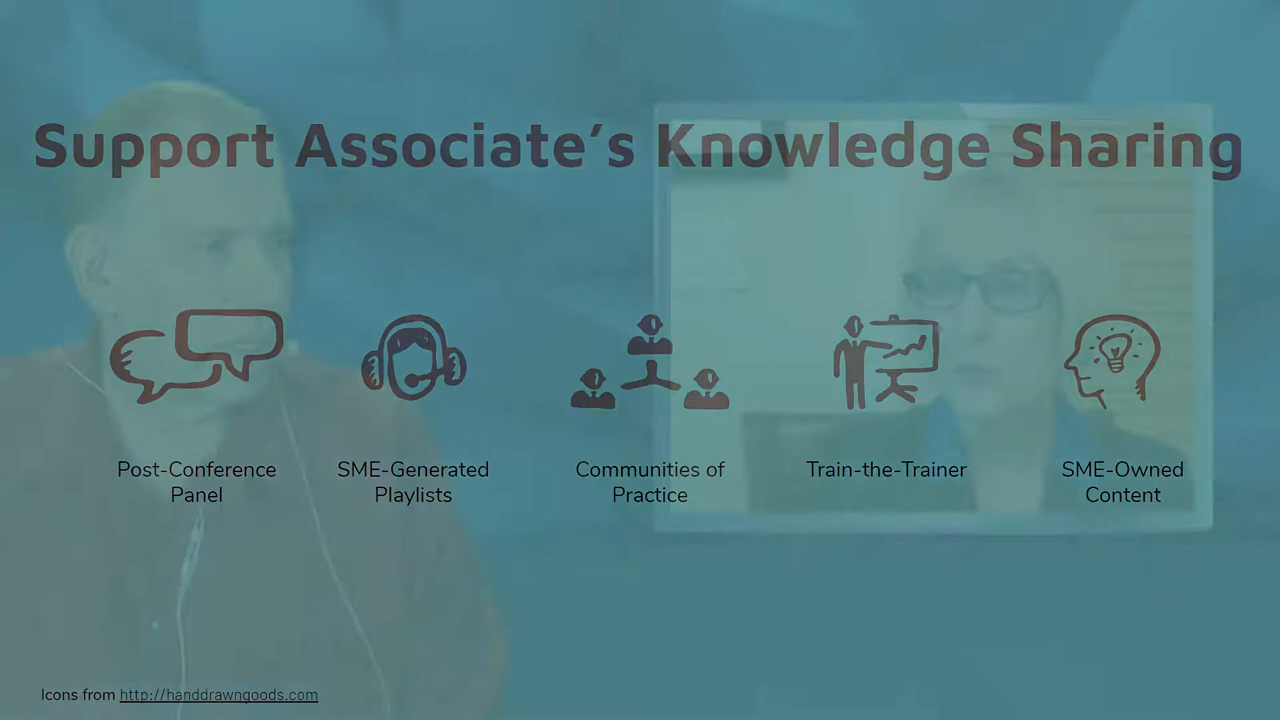 Support Associate’s Knowledge Sharing
Post-Conference
Panel
SME-Generated
Playlists
Communities of
Practice
Train-the-Trainer
SME-Owned
Content
Icons from http://handdrawngoods.com